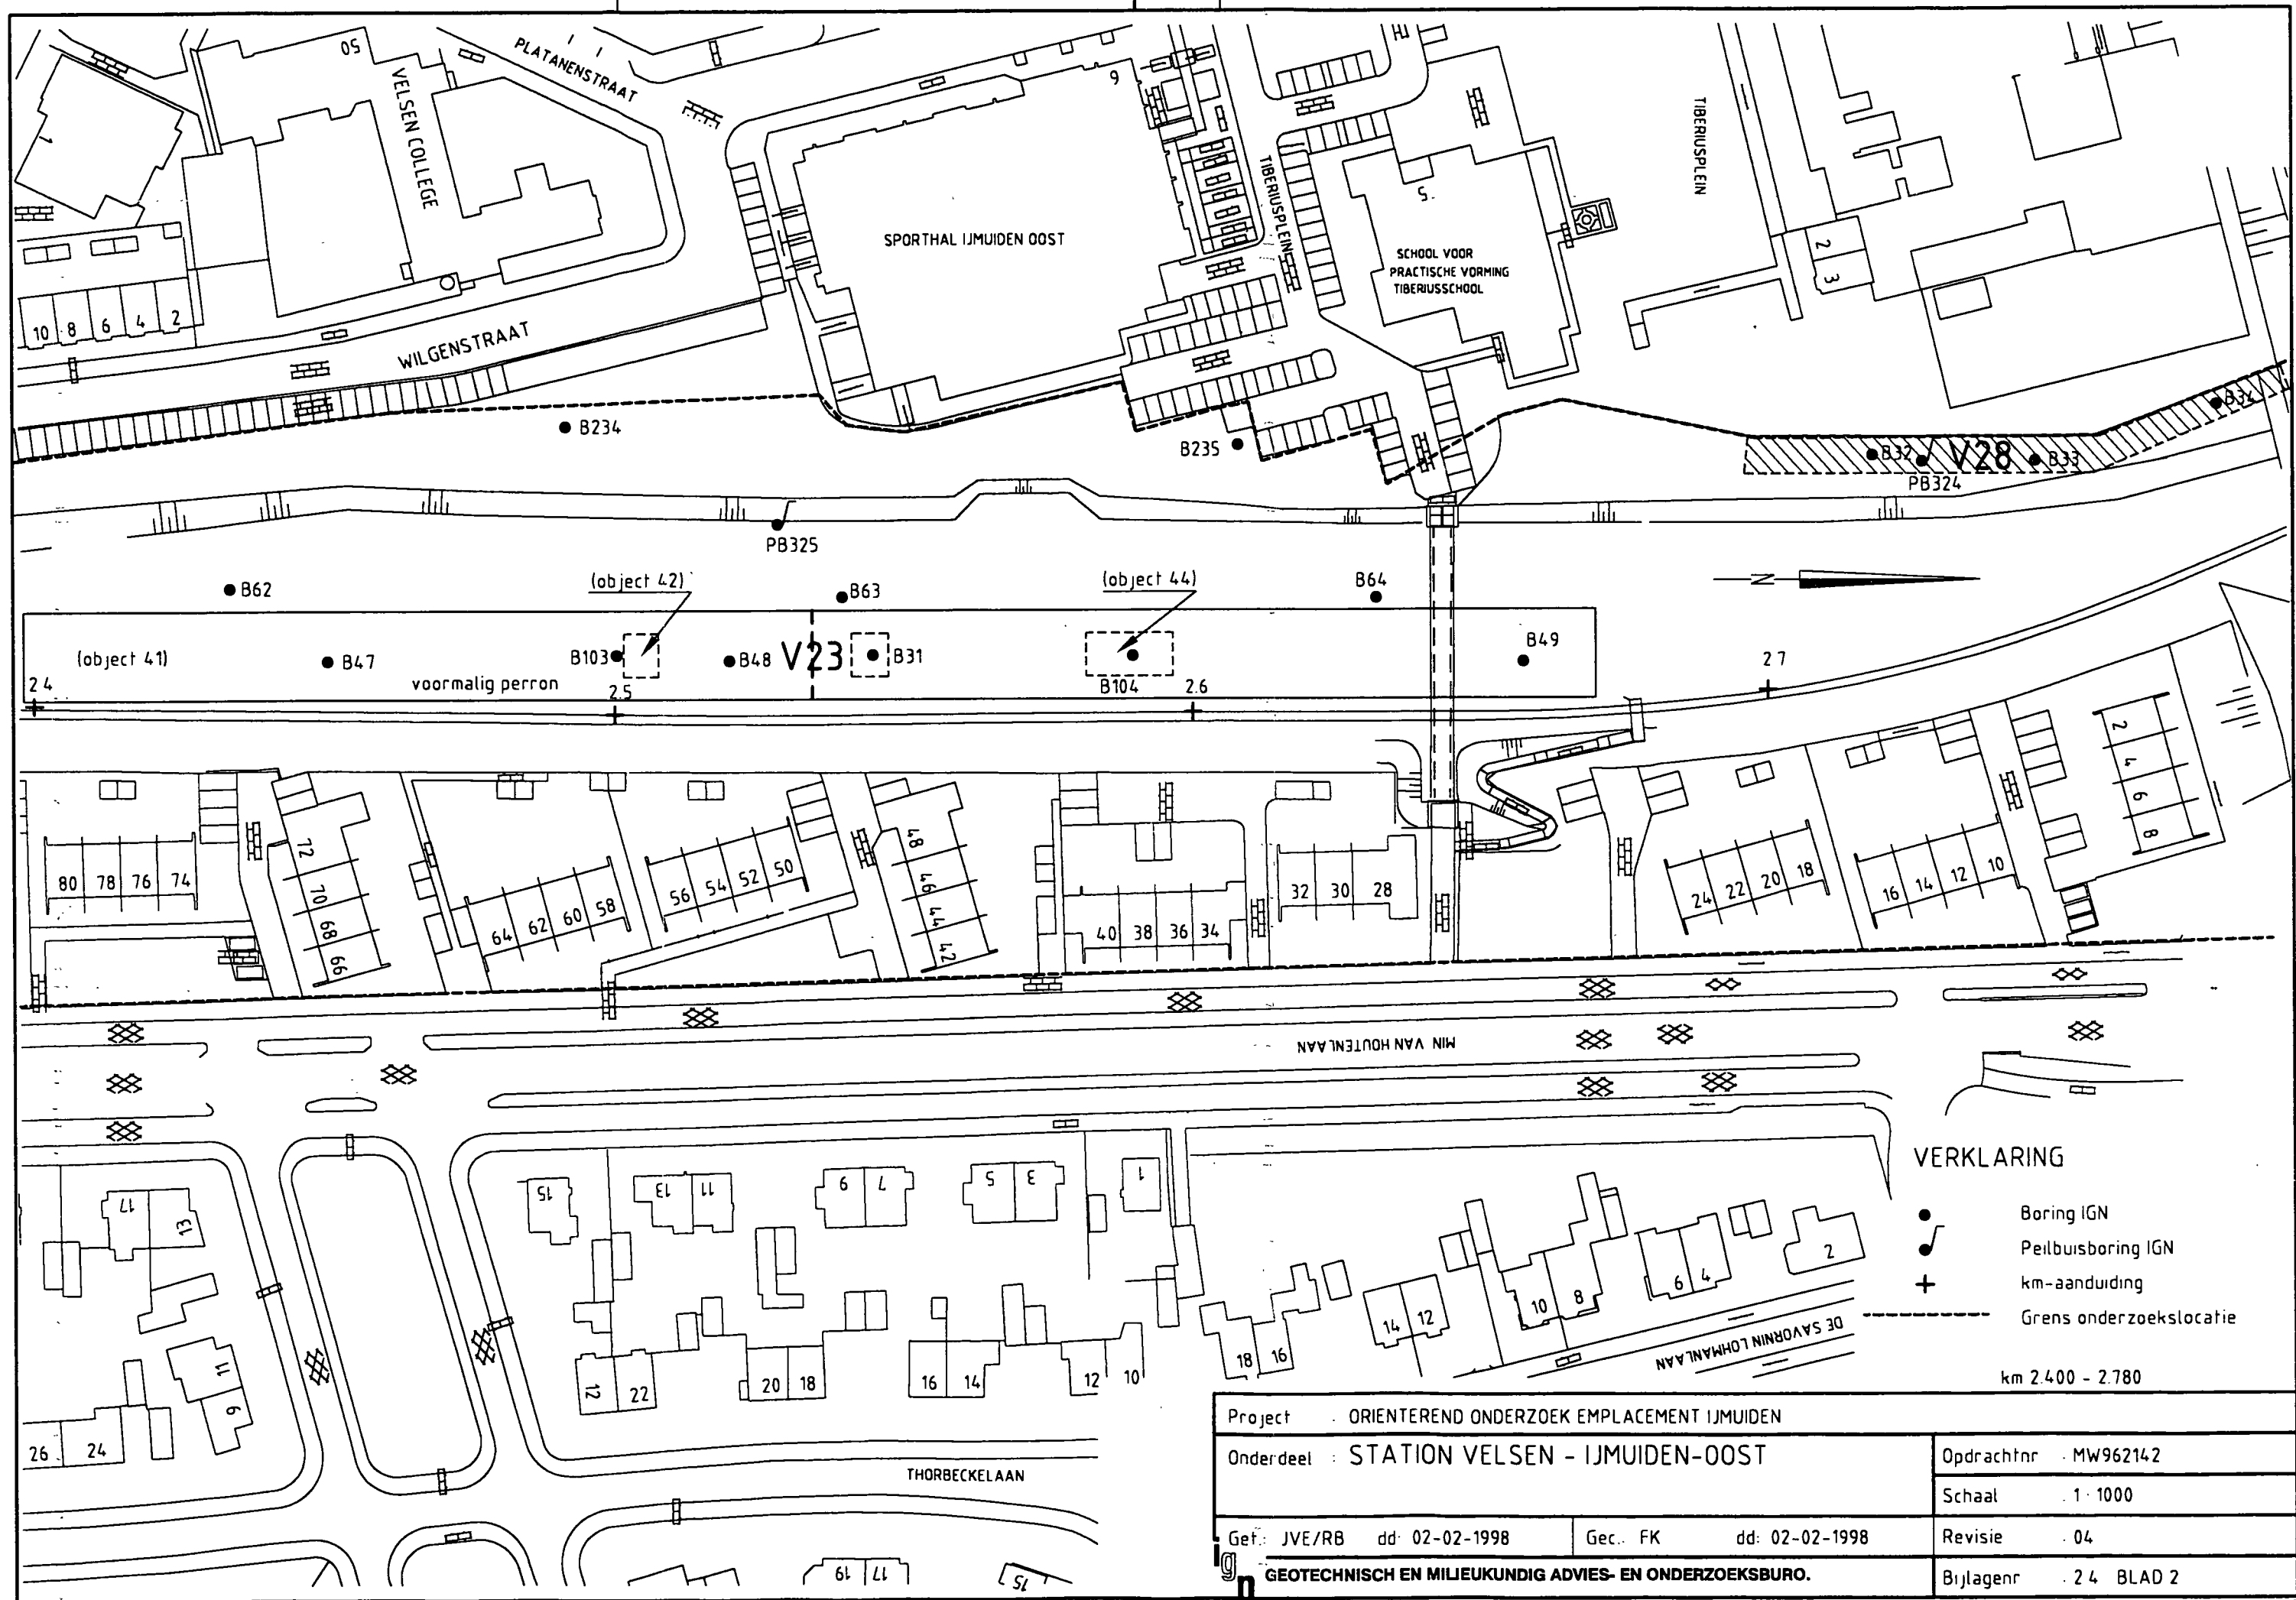 50
PLATANENSTRAAT
VELSEN COLLEGE
1
6
TIBERIUSPLEIN
TIBERIUSPLEIN
5
SPORTHAL IJMUIDEN OOST
SCHOOL VOOR
PRACTISCHE VORMING
TIBERIUSSCHOOL
2
3
10 8 6 4 2
WILGENSTRAAT
B234
B235
B34
B32
V28
B33
PB324
PB325
B62
(object 42)
B63
(object 44)
B64
N
(object 41)
B47
B103
B48
V23
B31
B104
B49
voormalig perron
2 4
2.5
2.6
2 7
80 78 76 74
72 70 68 66
64 62 60 58
56 54 52 50
48 46 44 42
40 38 36 34
32 30 28
24 22 20 18
16 14 12 10
2 4 6 8
MIN VAN HOUTENLAAN
17 13
15
13 11
9 7
5 3
1
11
9
26 24
12 22
20 18
16 14
12 10
18 16
14 12
10 8
6 4
2
DE SAVORNIN LOHMANLAAN
THORBECKELAAN
19 17
15
VERKLARING
Boring IGN
Peilbuisboring IGN
km-aanduiding
Grens onderzoekslocatie
km 2.400 - 2.780
Project . ORIENTEREND ONDERZOEK EMPLACEMENT IJMUIDEN
Onderdeel : STATION VELSEN - IJMUIDEN-OOST
Opdrachtnr . MW962142
Schaal . 1 : 1000
Get.: JVE/RB dd: 02-02-1998 Gec.. FK dd: 02-02-1998
Revisie . 04
ign
GEOTECHNISCH EN MILIEUKUNDIG ADVIES- EN ONDERZOEKSBURO.
Bijlagenr . 2 4 BLAD 2